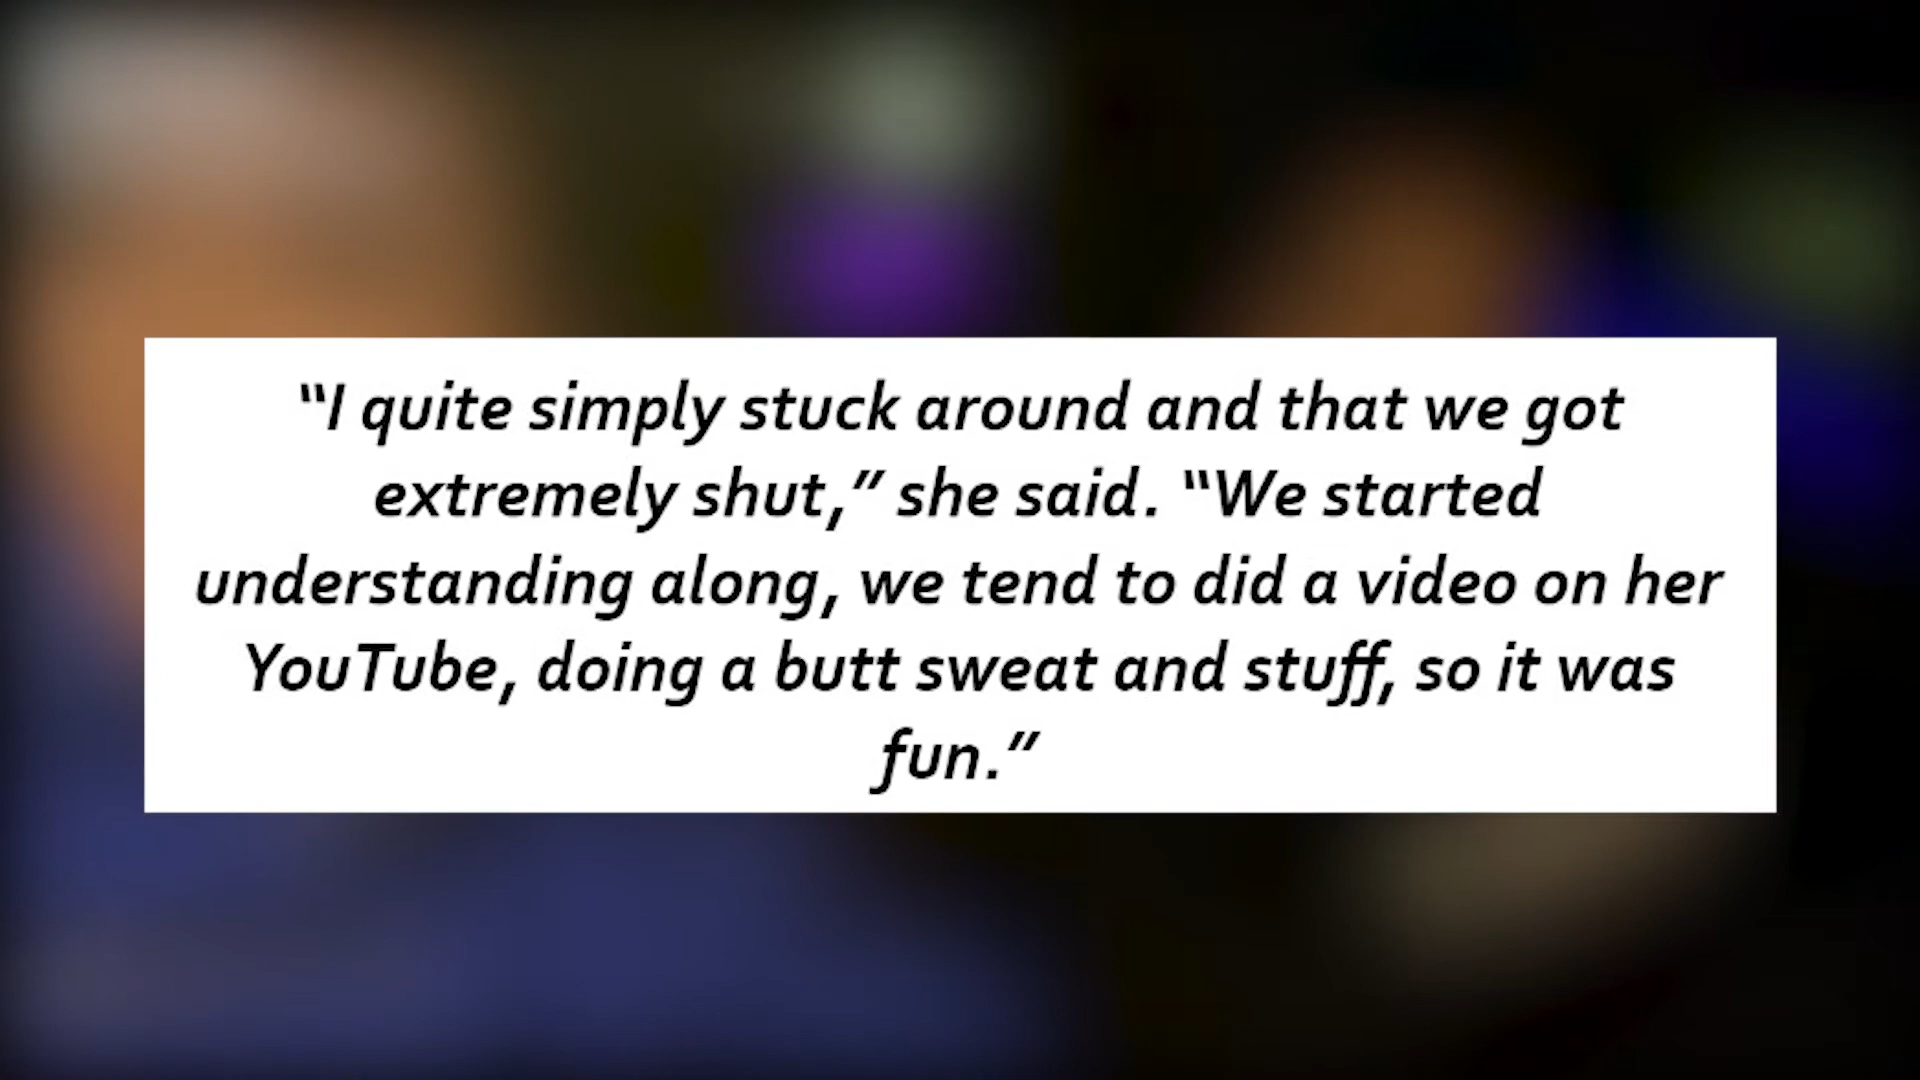 “I quite simply stuck around and that we got
extremely shut,” she said. “We started
understanding along, we tend to did a video on her
YouTube, doing a butt sweat and stuff, so it was
fun.”